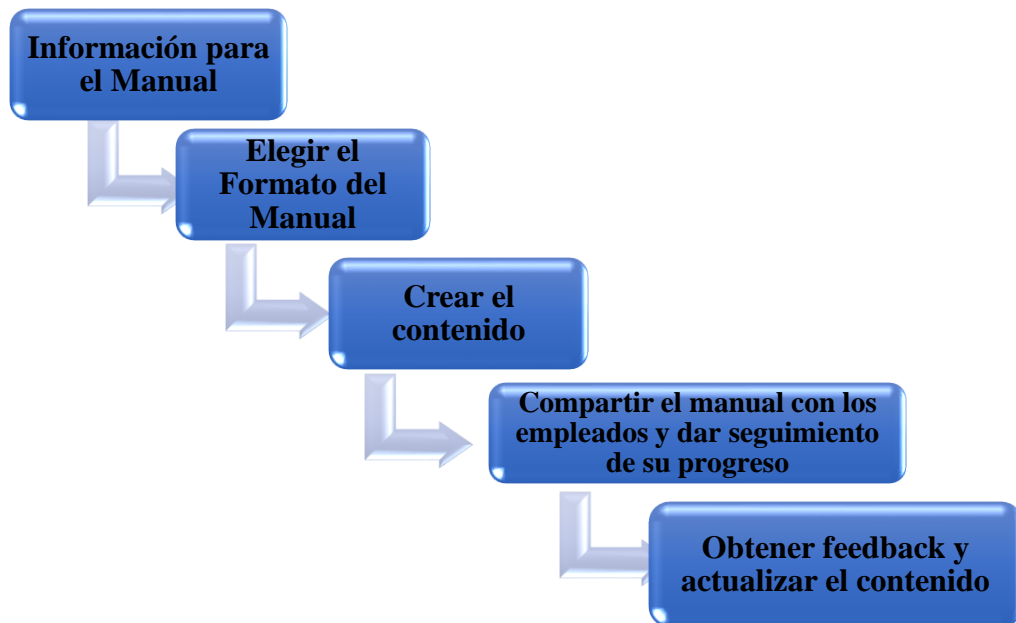 Información para
el Manual
Elegir el
Formato del
Manual
Crear el
contenido
Compartir el manual con los
empleados y dar seguimiento
de su progreso
Obtener feedback y
actualizar el contenido